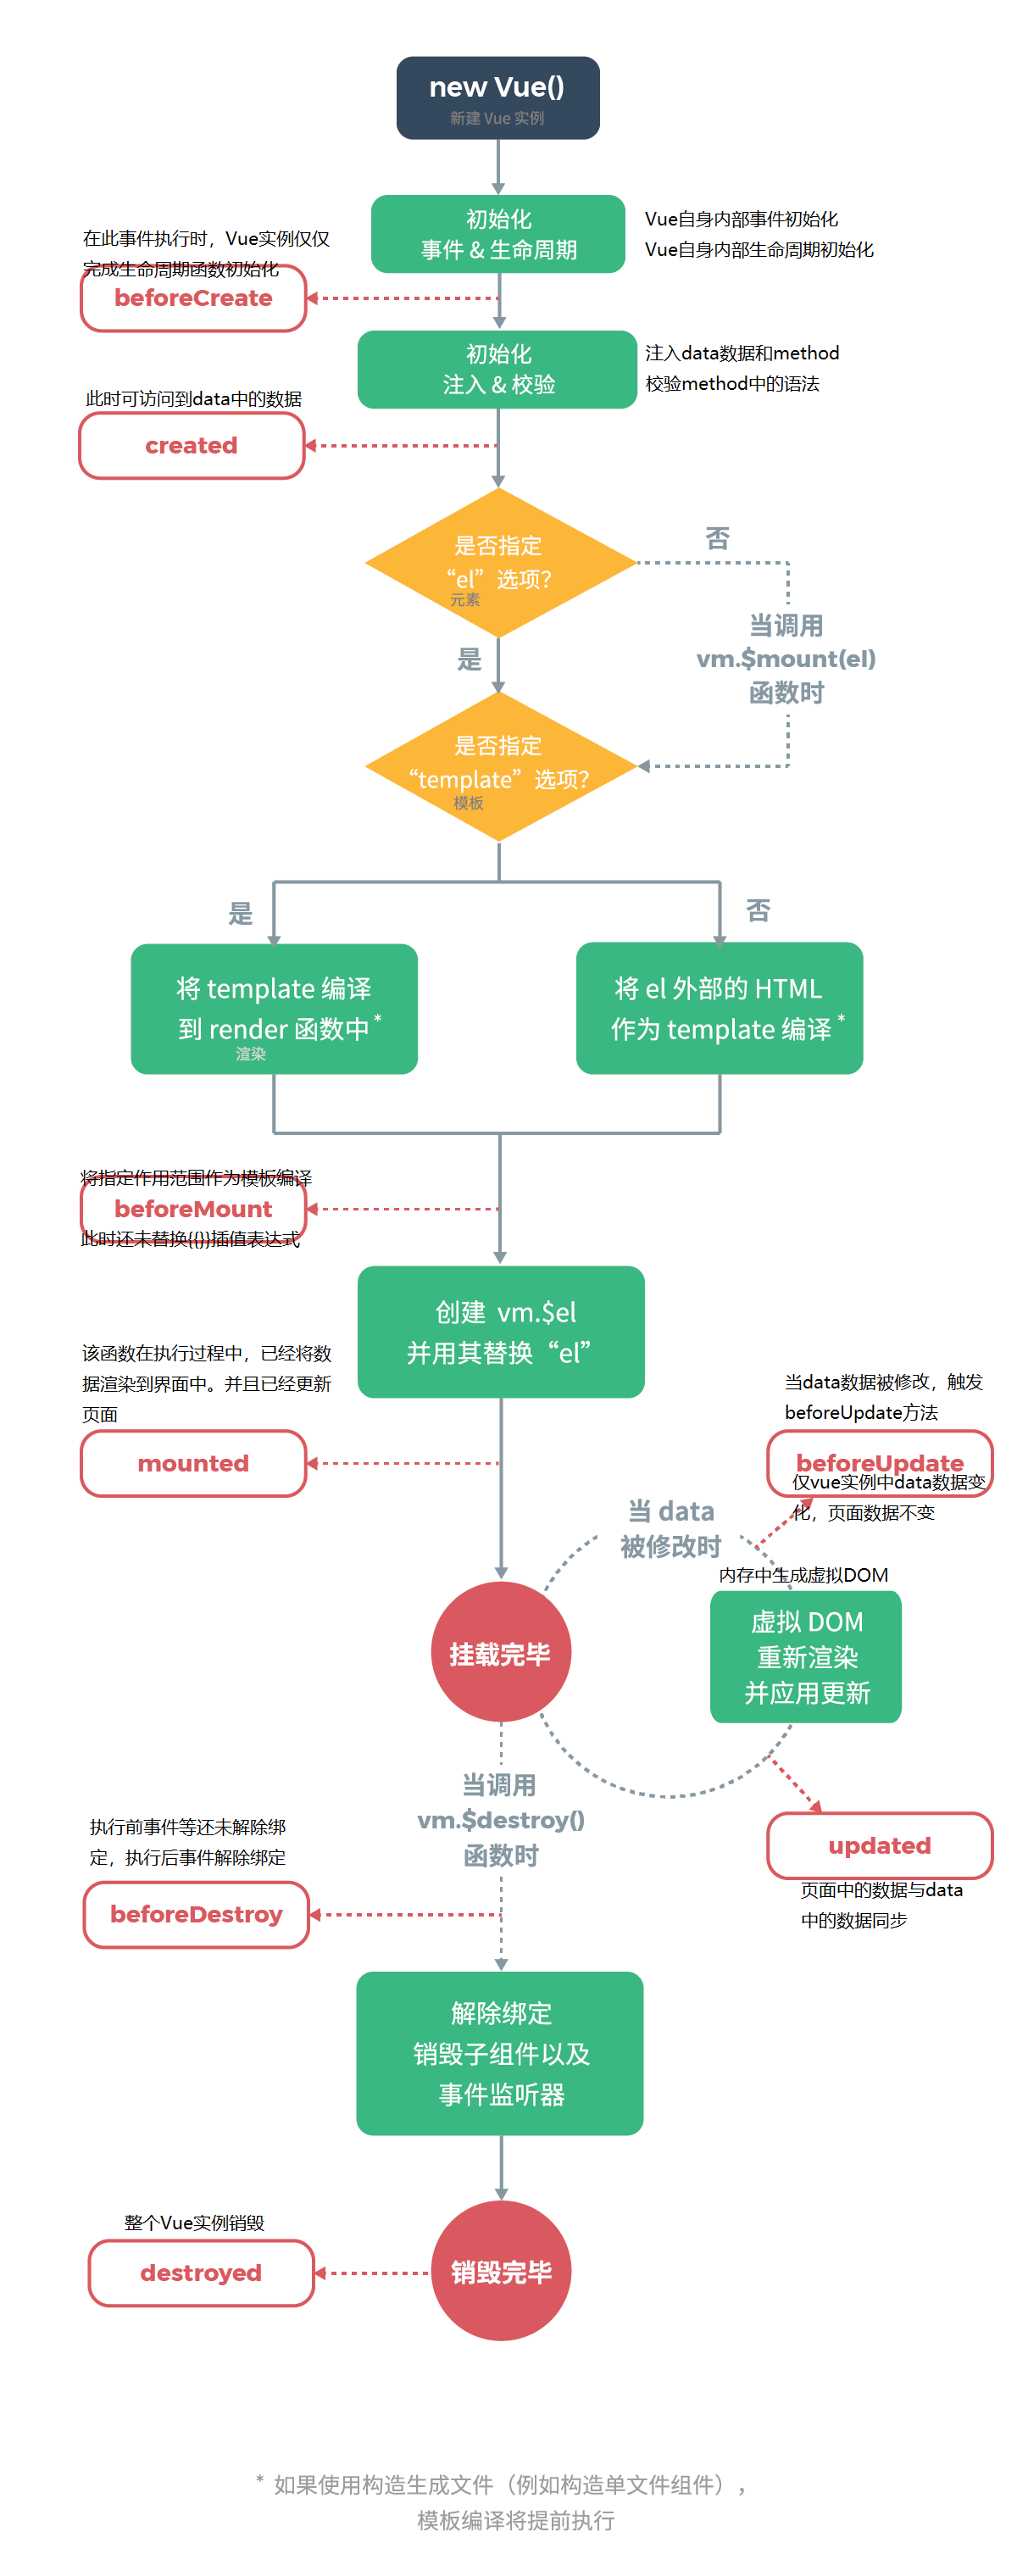 new Vue()
新建 Vue 实例
初始化
事件 & 生命周期
Vue自身内部事件初始化
Vue自身内部生命周期初始化
在此事件执行时，Vue实例仅仅
完成生命周期函数初始化
beforeCreate
初始化
注入 & 校验
注入data数据和method
校验method中的语法
此时可访问到data中的数据
created
是否指定
“el”选项？
元素
否
是
当调用
vm.$mount(el)
函数时
是否指定
“template”选项？
模板
是
否
将 template 编译
到 render 函数中 *
渲染
将 el 外部的 HTML
作为 template 编译 *
将指定作用范围作为模板编译
beforeMount
此时还未替换{{}}插值表达式
创建 vm.$el
并用其替换“el”
该函数在执行过程中，已经将数
据渲染到界面中。并且已经更新
页面
mounted
当data数据被修改，触发
beforeUpdate方法
beforeUpdate
仅vue实例中data数据变
化，页面数据不变
当 data
被修改时
内存中生成虚拟DOM
虚拟 DOM
重新渲染
并应用更新
挂载完毕
当调用
vm.$destroy()
函数时
updated
页面中的数据与data
中的数据同步
执行前事件等还未解除绑
定，执行后事件解除绑定
beforeDestroy
解除绑定
销毁子组件以及
事件监听器
整个Vue实例销毁
destroyed
销毁完毕
* 如果使用构造生成文件（例如构造单文件组件），
模板编译将提前执行